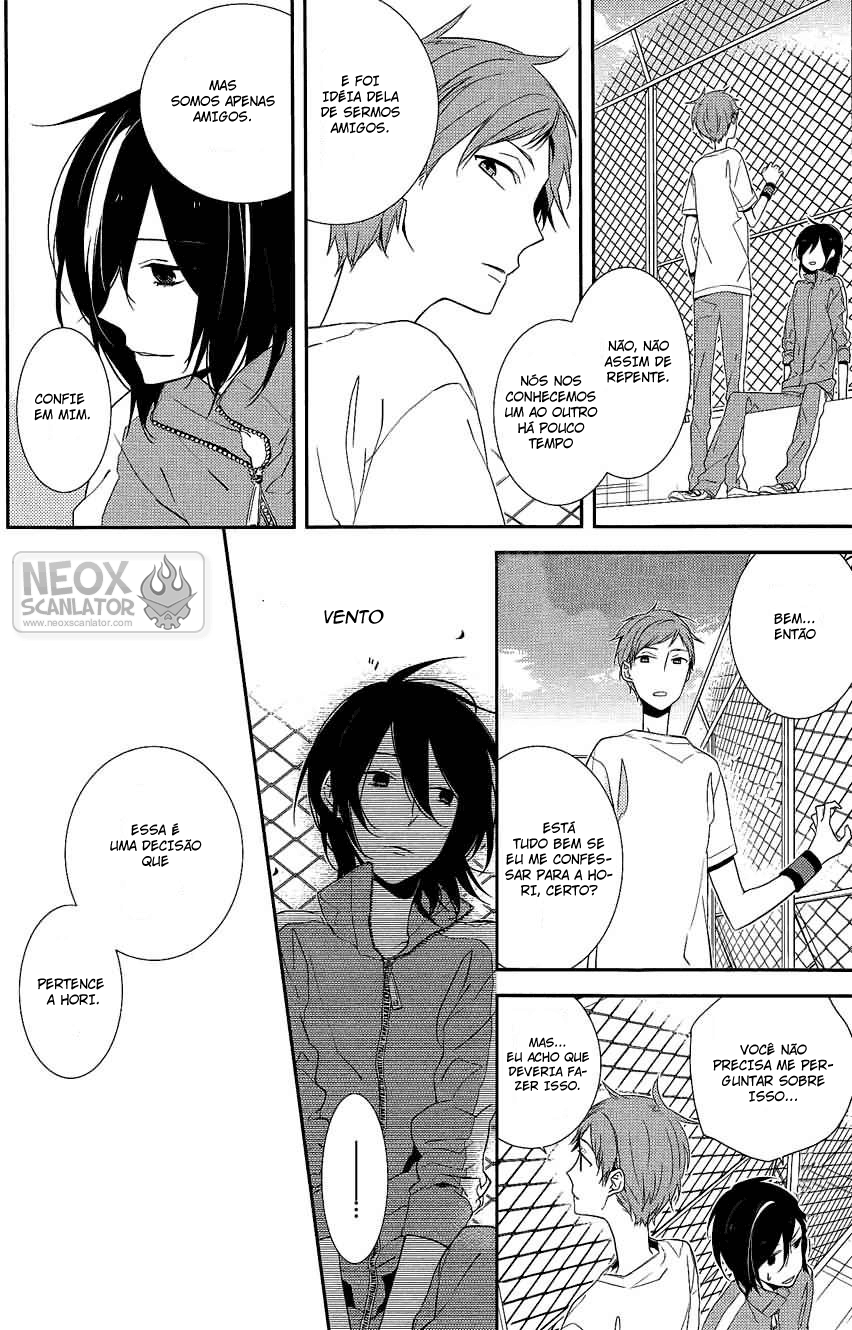 NÃO, NÃO
ASSIM DE
REPENTE.
NÓS NOS
CONHECEMOS
UM AO OUTRO
HÁ POUCO
TEMPO
E FOI
IDÉIA DELA
DE SERMOS
AMIGOS.
MAS
SOMOS APENAS
AMIGOS.
CONFIE
EM MIM.
BEM...
ENTÃO
ESTÁ
TUDO BEM SE
EU ME CONFES-
SAR PARA A HO-
RI, CERTO?
VOCÊ NÃO
PRECISA ME PER-
GUNTAR SOBRE
ISSO...
MAS...
EU ACHO QUE
DEVERIA FA-
ZER ISSO.
VENTO
ESSA É
UMA DECISÃO
QUE
PERTENCE
A HORI.
NEOX
SCANLATOR
www.neoxscanlator.com